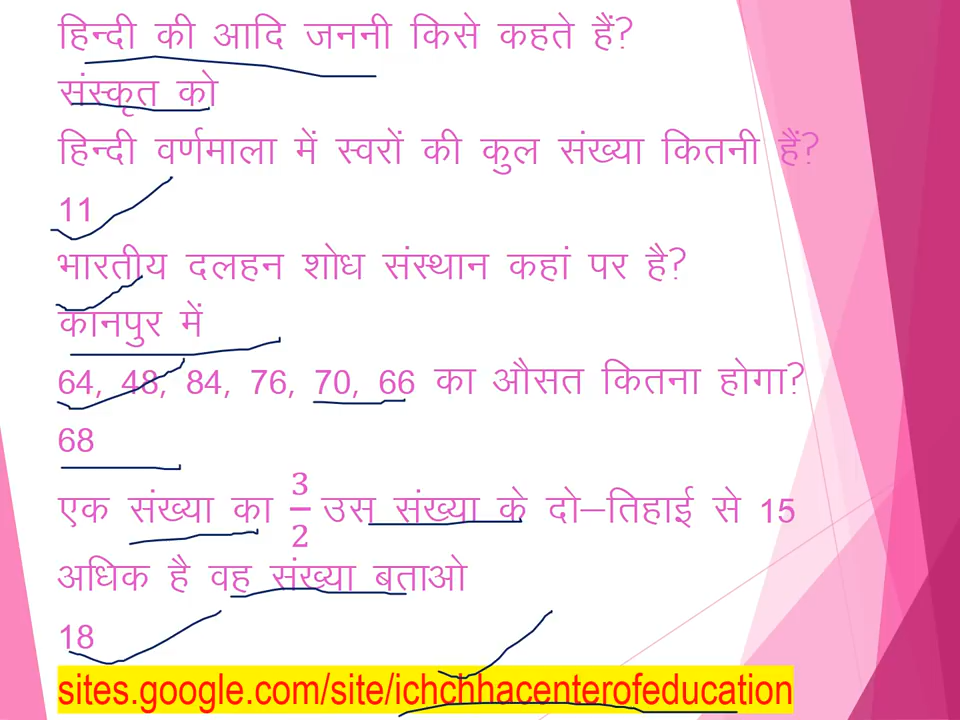 हिन्दी की आदि जननी किसे कहते हैं?
संस्कृत को
हिन्दी वर्णमाला में स्वरों की कुल संख्या कितनी हैं?
11
भारतीय दलहन शोध संस्थान कहां पर है?
कानपुर में
64, 48, 84, 76, 70, 66 का औसत कितना होगा?
68
एक संख्या का 3/2 उस संख्या के दो–तिहाई से 15
अधिक है वह संख्या बताओ
18
sites.google.com/site/ichchhacenterofeducation